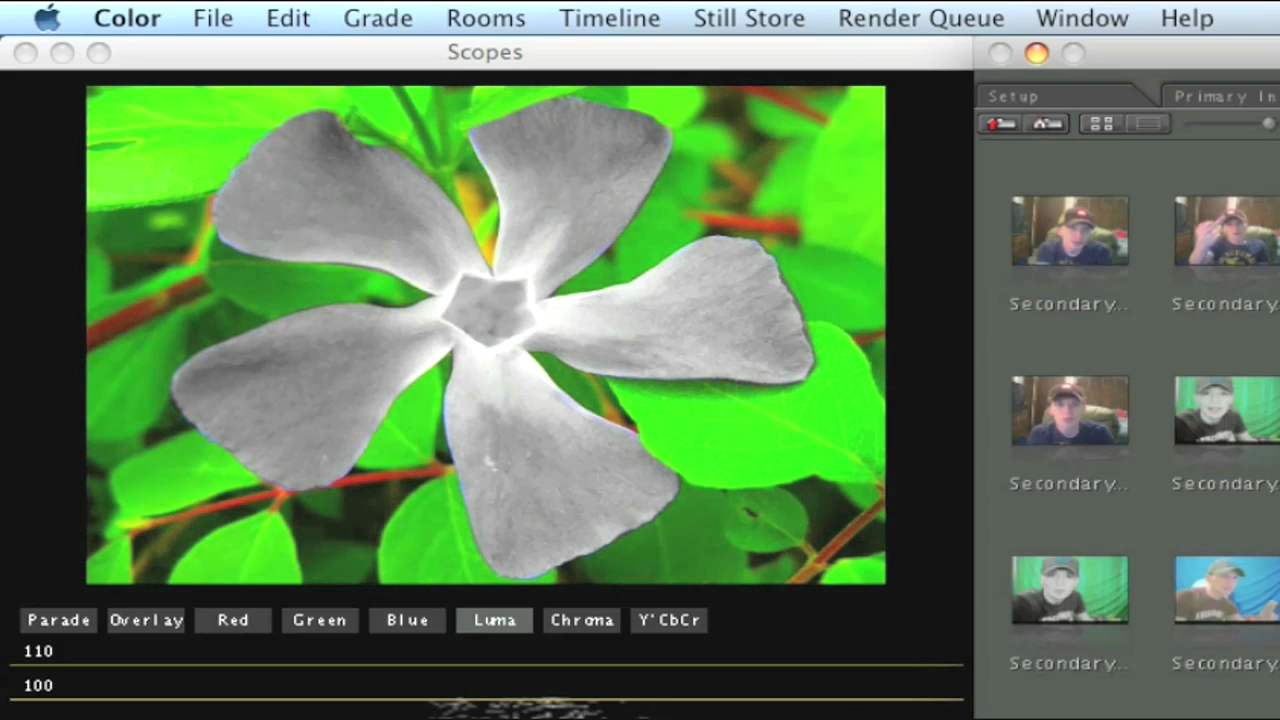 Color File Edit Grade Rooms Timeline Still Store Render Queue Window Help
Scopes
Setup Primary In
Secondary... Secondary
Secondary... Secondary
Secondary... Secondary
Parade Overlay Red Green Blue Luma Chroma Y'CbCr
110
100